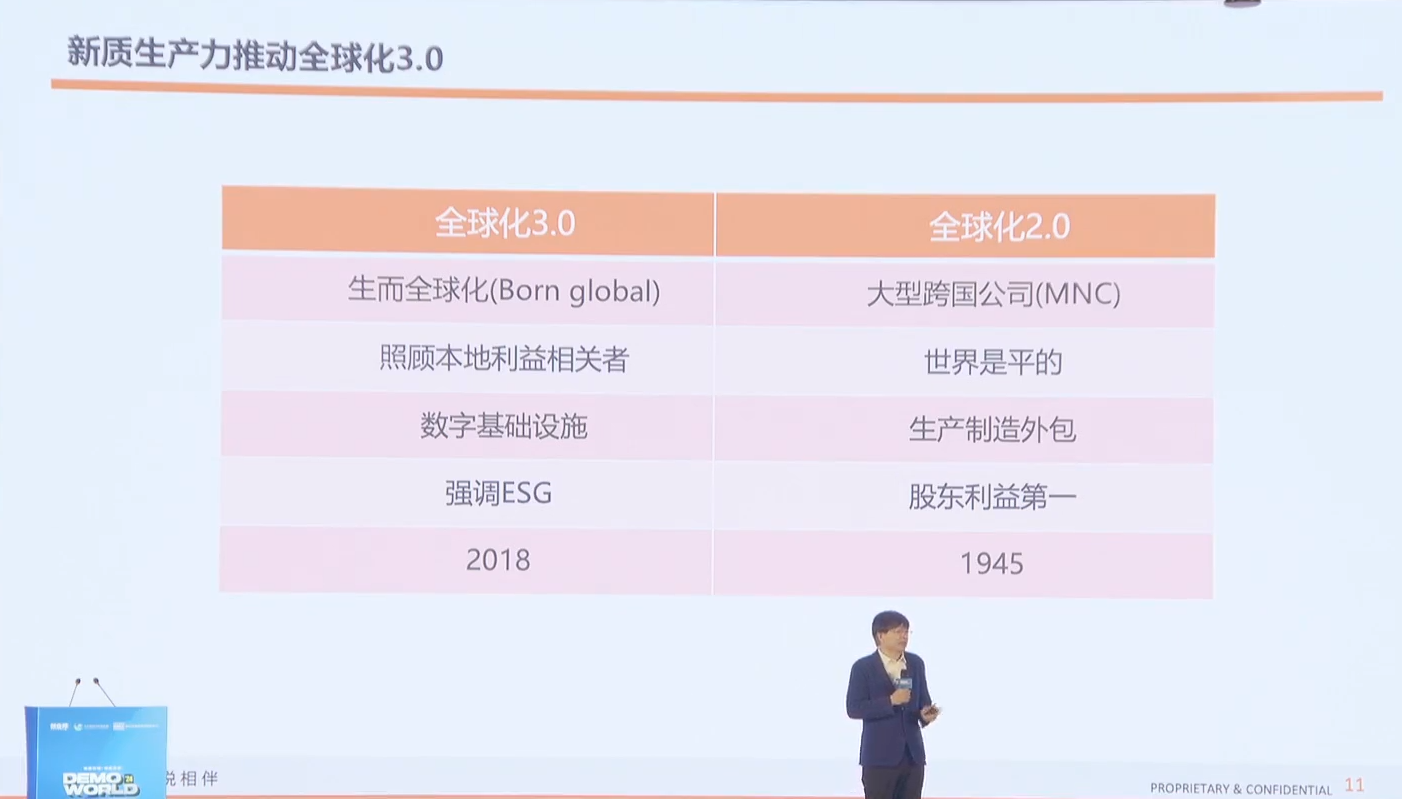 新质生产力推动全球化3.0
全球化3.0 全球化2.0
生而全球化(Born global) 大型跨国公司(MNC)
照顾本地利益相关者 世界是平的
数字基础设施 生产制造外包
强调ESG 股东利益第一
2018 1945
DEMO
WORLD
相伴
PROPRIETARY & CONFIDENTIAL 11